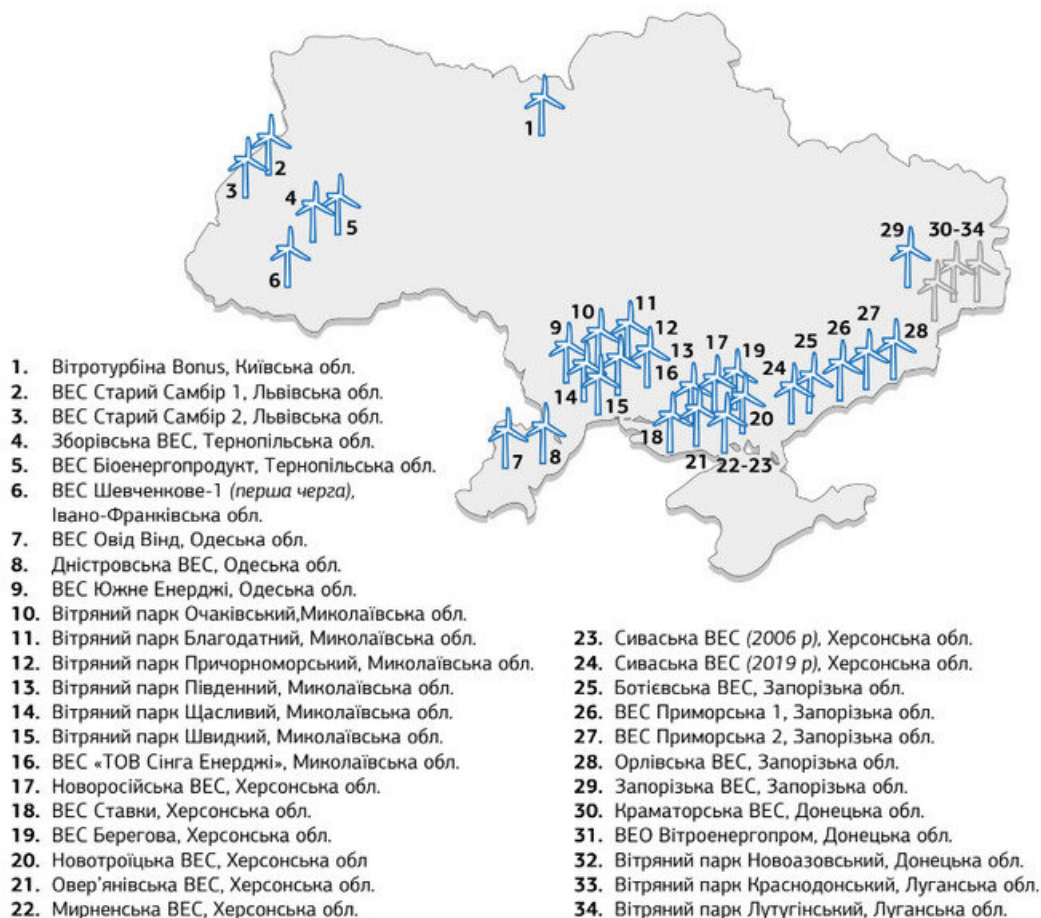 1
2
3
4
5
6
29
30-34
9
10
11
12
13
14
15
16
17
18
19
20
21
22-23
24
25
26
27
28
7
8
1. Вітротурбіна Bonus, Київська обл.
2. ВЕС Старий Самбір 1, Львівська обл.
3. ВЕС Старий Самбір 2, Львівська обл.
4. Зборівська ВЕС, Тернопільська обл.
5. ВЕС Біоенергопродукт, Тернопільська обл.
6. ВЕС Шевченкове-1 (перша черга),
Івано-Франківська обл.
7. ВЕС Овід Вінд, Одеська обл.
8. Дністровська ВЕС, Одеська обл.
9. ВЕС Южне Енерджі, Одеська обл.
10. Вітряний парк Очаківський,Миколаївська обл.
11. Вітряний парк Благодатний, Миколаївська обл.
12. Вітряний парк Причорноморський, Миколаївська обл.
13. Вітряний парк Південний, Миколаївська обл.
14. Вітряний парк Щасливий, Миколаївська обл.
15. Вітряний парк Швидкий, Миколаївська обл.
16. ВЕС «ТОВ Сінга Енерджі», Миколаївська обл.
17. Новоросійська ВЕС, Херсонська обл.
18. ВЕС Ставки, Херсонська обл.
19. ВЕС Берегова, Херсонська обл.
20. Новотроїцька ВЕС, Херсонська обл
21. Овер'янівська ВЕС, Херсонська обл.
22. Мирненська ВЕС, Херсонська обл.
23. Сиваська ВЕС (2006 р), Херсонська обл.
24. Сиваська ВЕС (2019 р), Херсонська обл.
25. Ботієвська ВЕС, Запорізька обл.
26. ВЕС Приморська 1, Запорізька обл.
27. ВЕС Приморська 2, Запорізька обл.
28. Орлівська ВЕС, Запорізька обл.
29. Запорізька ВЕС, Запорізька обл.
30. Краматорська ВЕС, Донецька обл.
31. ВЕО Вітроенергопром, Донецька обл.
32. Вітряний парк Новоазовський, Донецька обл.
33. Вітряний парк Краснодонський, Луганська обл.
34. Вітряний парк Лутугінський, Луганська обл.